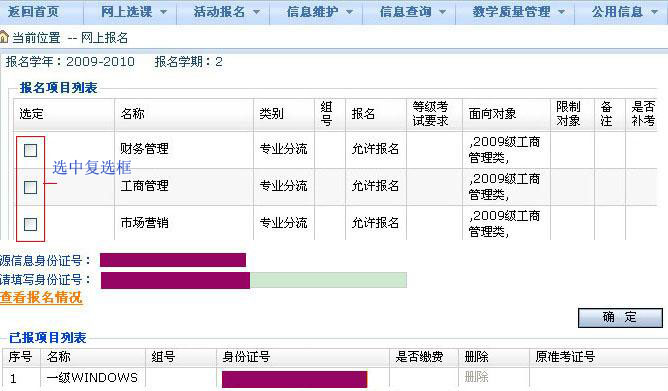 返回首页 网上选课 活动报名 信息维护 信息查询 教学质量管理 公用信息
当前位置 -- 网上报名
报名学年：2009-2010 报名学期：2
报名项目列表
选定 名称 类别 组号 报名 等级考试要求 面向对象 限制对象 备注 是否补考
财务管理 专业分流 允许报名 ,2009级工商管理类,
选中复选框
工商管理 专业分流 允许报名 ,2009级工商管理类,
市场营销 专业分流 允许报名 ,2009级工商管理类,
源信息身份证号：
请填写身份证号：
查看报名情况
确 定
已报项目列表
序号 名称 组号 身份证号 是否缴费 删除 原准考证号
1 一级WINDOWS 删除